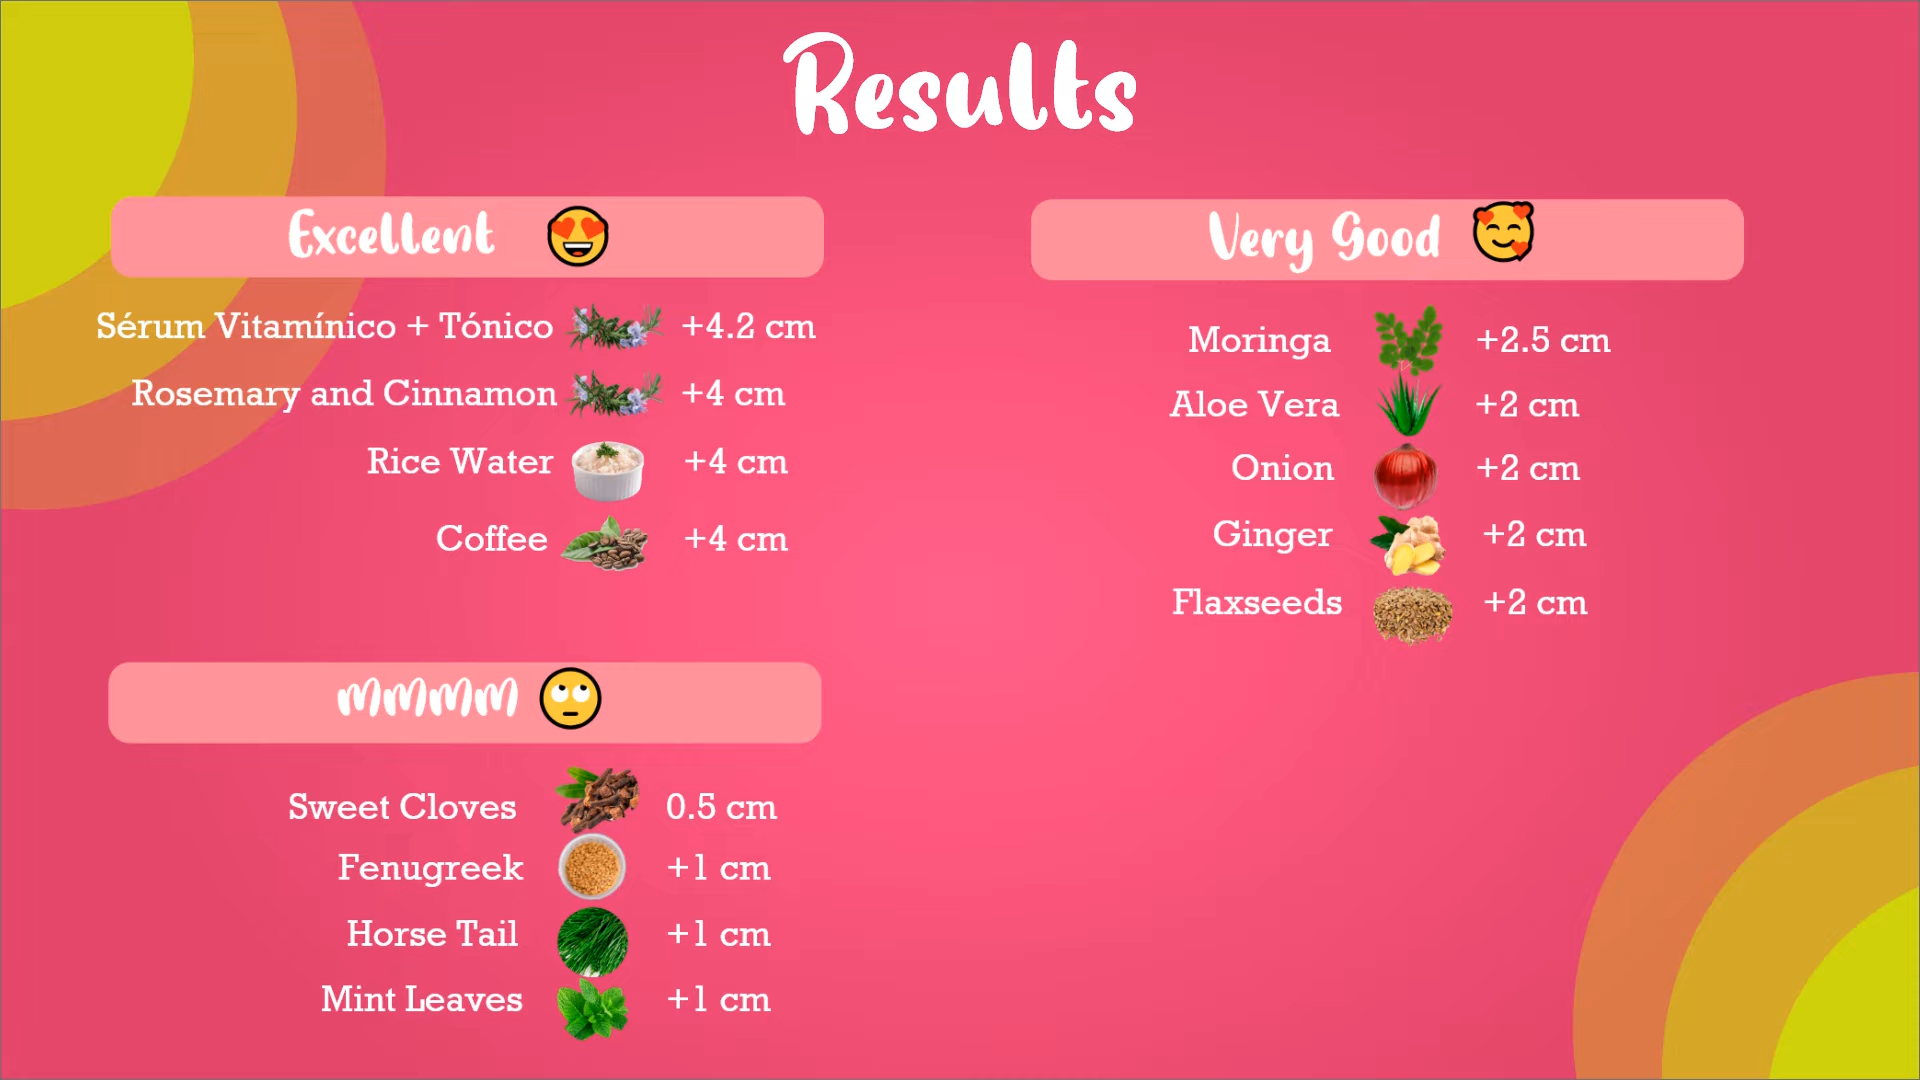 Results
Excellent
Sérum Vitamínico + Tónico +4.2 cm
Rosemary and Cinnamon +4 cm
Rice Water +4 cm
Coffee +4 cm
Very Good
Moringa +2.5 cm
Aloe Vera +2 cm
Onion +2 cm
Ginger +2 cm
Flaxseeds +2 cm
mmmm
Sweet Cloves 0.5 cm
Fenugreek +1 cm
Horse Tail +1 cm
Mint Leaves +1 cm